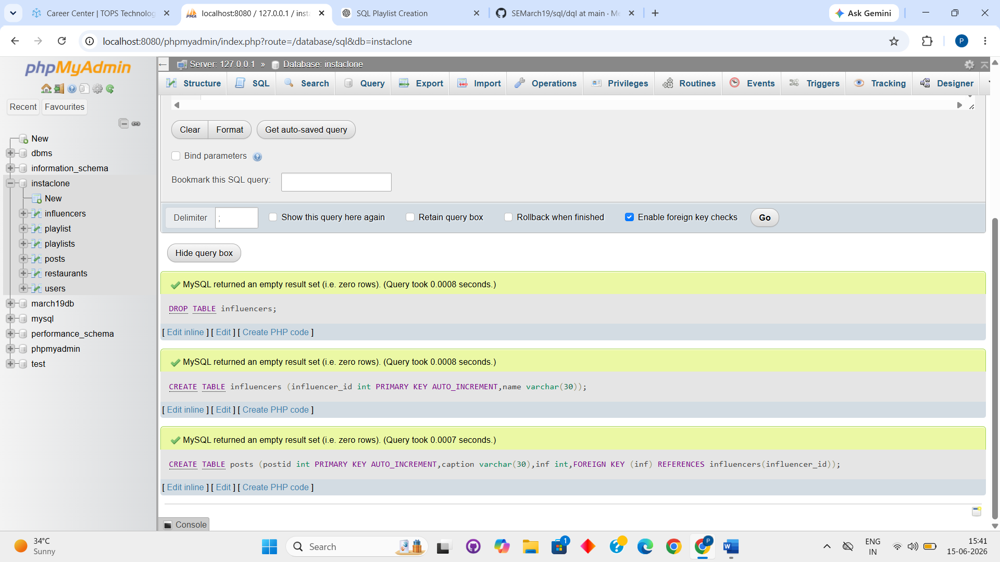 Career Center | TOPS Technolog
localhost:8080 / 127.0.0.1 / inst
SQL Playlist Creation
SEMarch19/sql/dql at main · Me
Ask Gemini
localhost:8080/phpmyadmin/index.php?route=/database/sql&db=instaclone
P
phpMyAdmin
Recent
Favourites
New
dbms
information_schema
instaclone
New
influencers
playlist
playlists
posts
restaurants
users
march19db
mysql
performance_schema
phpmyadmin
test
Server: 127.0.0.1 » Database: instaclone
Structure
SQL
Search
Query
Export
Import
Operations
Privileges
Routines
Events
Triggers
Tracking
Designer
Clear
Format
Get auto-saved query
Bind parameters
Bookmark this SQL query:
Delimiter
;
Show this query here again
Retain query box
Rollback when finished
Enable foreign key checks
Go
Hide query box
MySQL returned an empty result set (i.e. zero rows). (Query took 0.0008 seconds.)
DROP TABLE influencers;
[ Edit inline ] [ Edit ] [ Create PHP code ]
MySQL returned an empty result set (i.e. zero rows). (Query took 0.0008 seconds.)
CREATE TABLE influencers (influencer_id int PRIMARY KEY AUTO_INCREMENT,name varchar(30));
[ Edit inline ] [ Edit ] [ Create PHP code ]
MySQL returned an empty result set (i.e. zero rows). (Query took 0.0007 seconds.)
CREATE TABLE posts (postid int PRIMARY KEY AUTO_INCREMENT,caption varchar(30),inf int,FOREIGN KEY (inf) REFERENCES influencers(influencer_id));
[ Edit inline ] [ Edit ] [ Create PHP code ]
Console
34°C
Sunny
Search
1
P
W
ENG
IN
15:41
15-06-2026